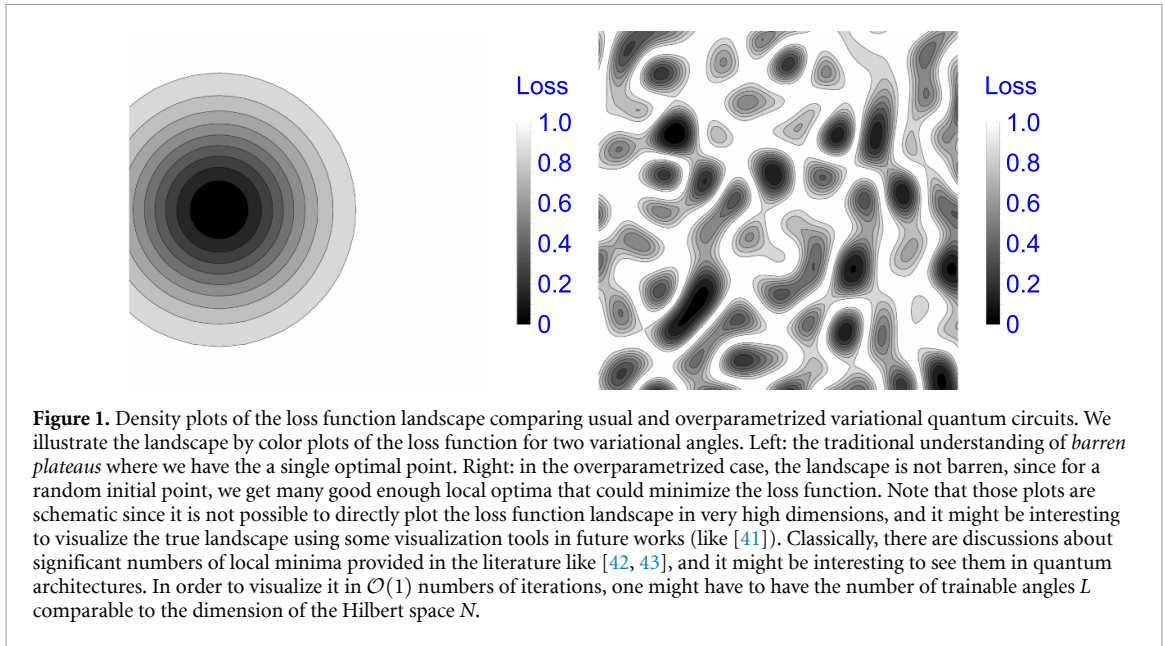 Loss
1.0
0.8
0.6
0.4
0.2
0
Loss
1.0
0.8
0.6
0.4
0.2
0
Figure 1. Density plots of the loss function landscape comparing usual and overparametrized variational quantum circuits. We
illustrate the landscape by color plots of the loss function for two variational angles. Left: the traditional understanding of barren
plateaus where we have the a single optimal point. Right: in the overparametrized case, the landscape is not barren, since for a
random initial point, we get many good enough local optima that could minimize the loss function. Note that those plots are
schematic since it is not possible to directly plot the loss function landscape in very high dimensions, and it might be interesting
to visualize the true landscape using some visualization tools in future works (like [41]). Classically, there are discussions about
significant numbers of local minima provided in the literature like [42, 43], and it might be interesting to see them in quantum
architectures. In order to visualize it in 𝒪(1) numbers of iterations, one might have to have the number of trainable angles L
comparable to the dimension of the Hilbert space N.